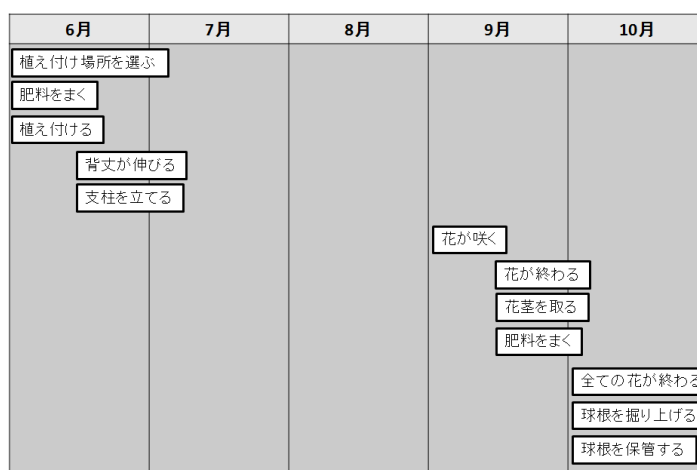 6月 7月 8月 9月 10月
植え付け場所を選ぶ
肥料をまく
植え付ける
背丈が伸びる
支柱を立てる
花が咲く
花が終わる
花茎を取る
肥料をまく
全ての花が終わる
球根を掘り上げる
球根を保管する